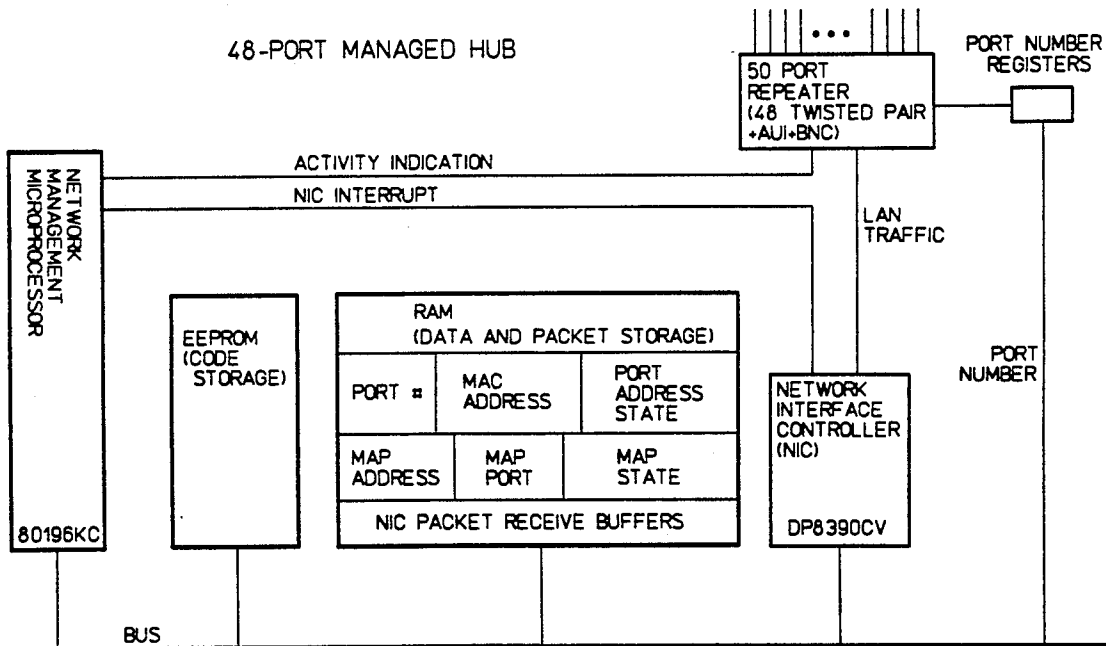 48-PORT MANAGED HUB
50 PORT
REPEATER
(48 TWISTED PAIR
+AUI+BNC)
PORT NUMBER
REGISTERS
ACTIVITY INDICATION
NIC INTERRUPT
LAN
TRAFFIC
NETWORK
MANAGEMENT
MICROPROCESSOR
80196KC
EEPROM
(CODE
STORAGE)
RAM
(DATA AND PACKET STORAGE)
PORT #
MAC
ADDRESS
PORT
ADDRESS
STATE
MAP
ADDRESS
MAP
PORT
MAP
STATE
NIC PACKET RECEIVE BUFFERS
NETWORK
INTERFACE
CONTROLLER
(NIC)
DP8390CV
PORT
NUMBER
BUS